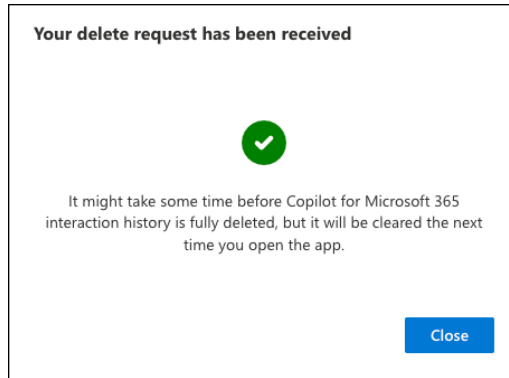 Your delete request has been received
It might take some time before Copilot for Microsoft 365
interaction history is fully deleted, but it will be cleared the next
time you open the app.
Close